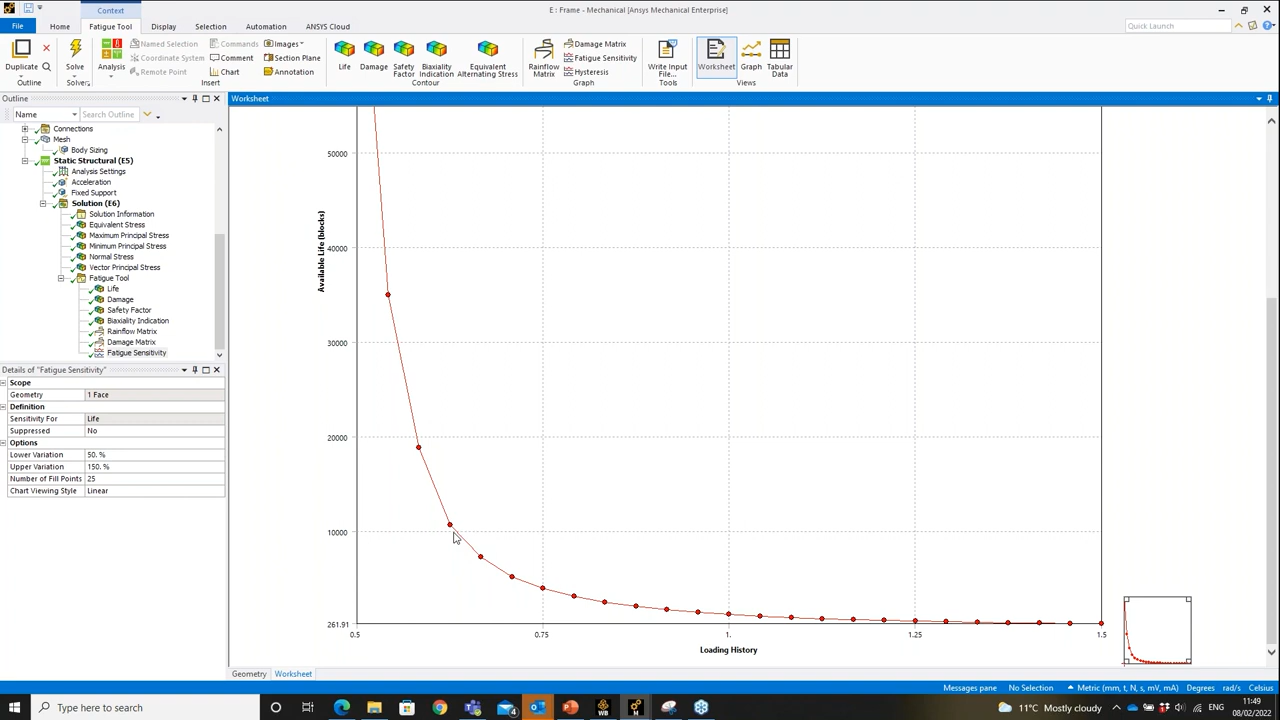 Context
E : Frame - Mechanical [Ansys Mechanical Enterprise]
File Home Fatigue Tool Display Selection Automation ANSYS Cloud
Quick Launch
Duplicate
Outline
Solve
Solver
Analysis
Named Selection
Coordinate System
Remote Point
Commands
Comment
Chart
Images
Section Plane
Annotation
Insert
Life
Damage
Safety Factor
Biaxiality Indication
Equivalent Alternating Stress
Contour
Rainflow Matrix
Damage Matrix
Fatigue Sensitivity
Hysteresis
Graph
Write Input File...
Tools
Worksheet
Graph
Tabular Data
Views
Outline
Name Search Outline
Connections
Mesh
Body Sizing
Static Structural (E5)
Analysis Settings
Acceleration
Fixed Support
Solution (E6)
Solution Information
Equivalent Stress
Maximum Principal Stress
Minimum Principal Stress
Normal Stress
Vector Principal Stress
Fatigue Tool
Life
Damage
Safety Factor
Biaxiality Indication
Rainflow Matrix
Damage Matrix
Fatigue Sensitivity
Details of "Fatigue Sensitivity"
Scope
Geometry 1 Face
Definition
Sensitivity For Life
Suppressed No
Options
Lower Variation 50. %
Upper Variation 150. %
Number of Fill Points 25
Chart Viewing Style Linear
Worksheet
Available Life (blocks)
50000
40000
30000
20000
10000
261.91
0.5 0.75 1. 1.25 1.5
Loading History
Geometry Worksheet
Messages pane No Selection Metric (mm, t, N, s, mV, mA) Degrees rad/s Celsius
Type here to search
4
WB
M
11°C Mostly cloudy
ENG
11:49
08/02/2022